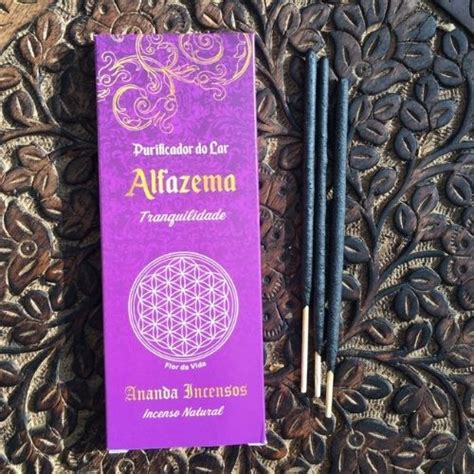 Purificador do Lar
Alfazema
Tranquilidade
Flor da Vida
Ananda Incensos
Incenso Natural